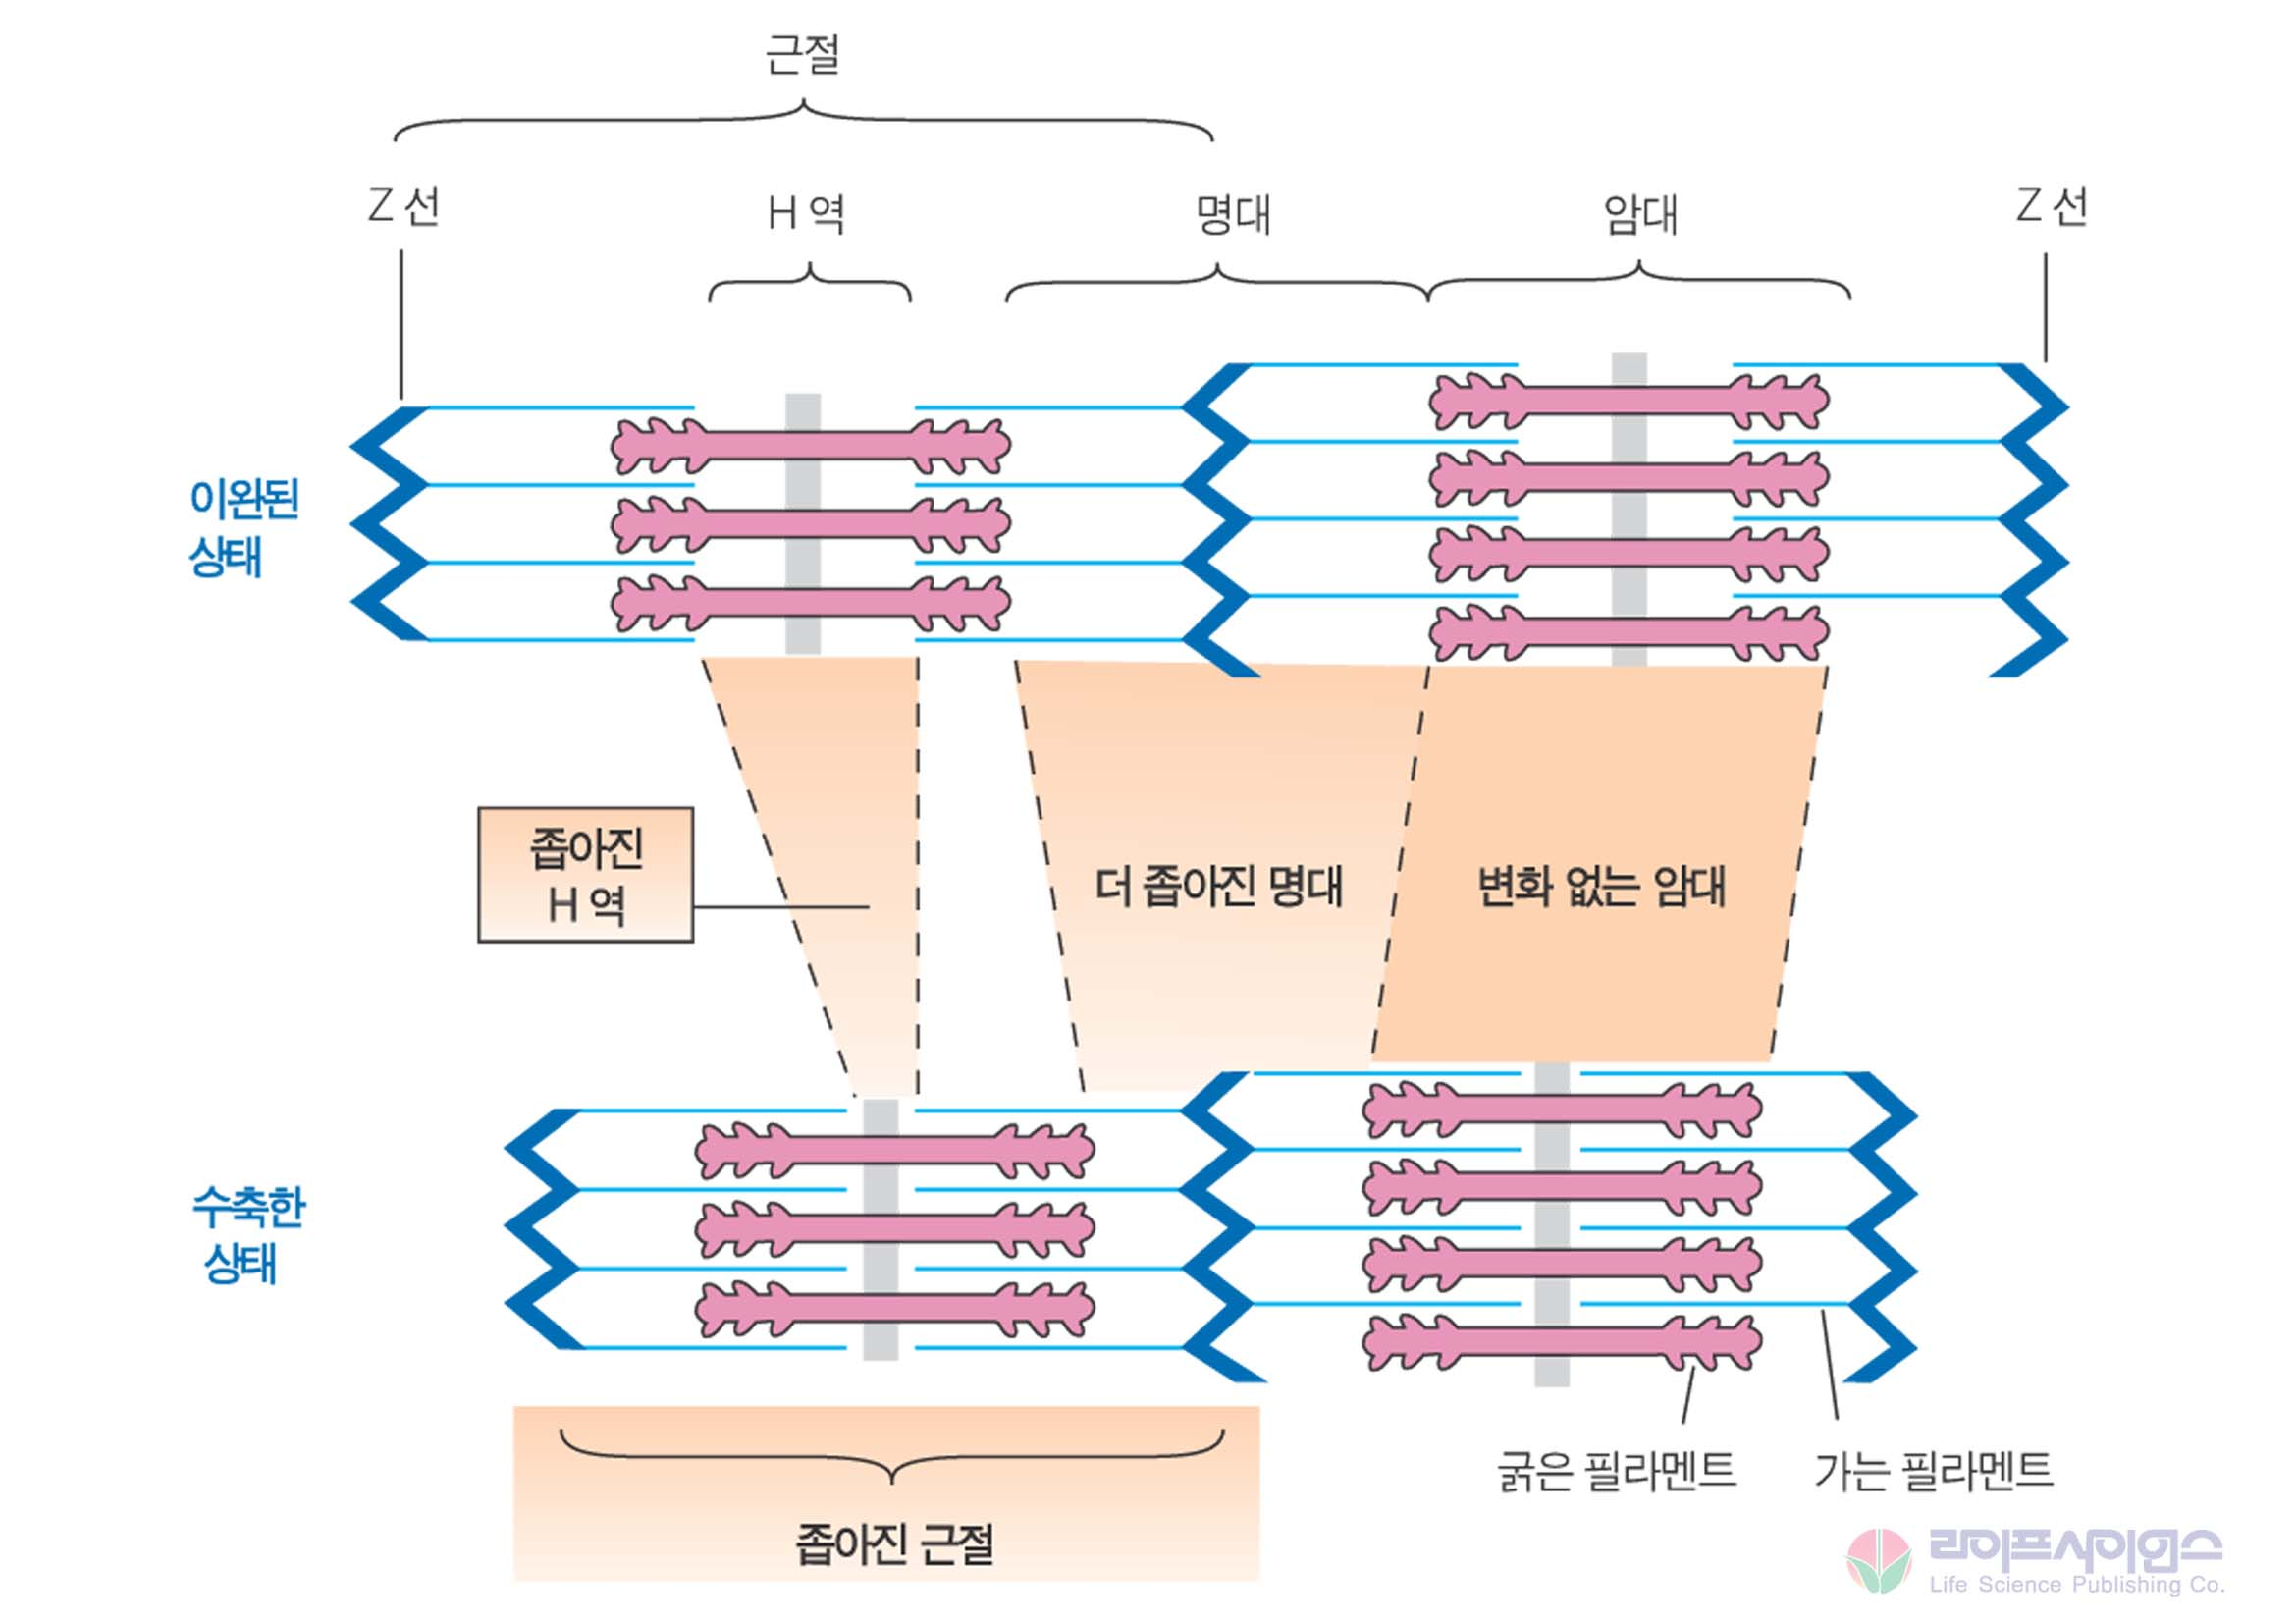 근절
Z 선
H 역
명대
암대
Z 선
이완된
상태
좁아진
H 역
더 좁아진 명대
변화 없는 암대
수축한
상태
굵은 필라멘트
가는 필라멘트
좁아진 근절
라이프사이언스
Life Science Publishing Co.